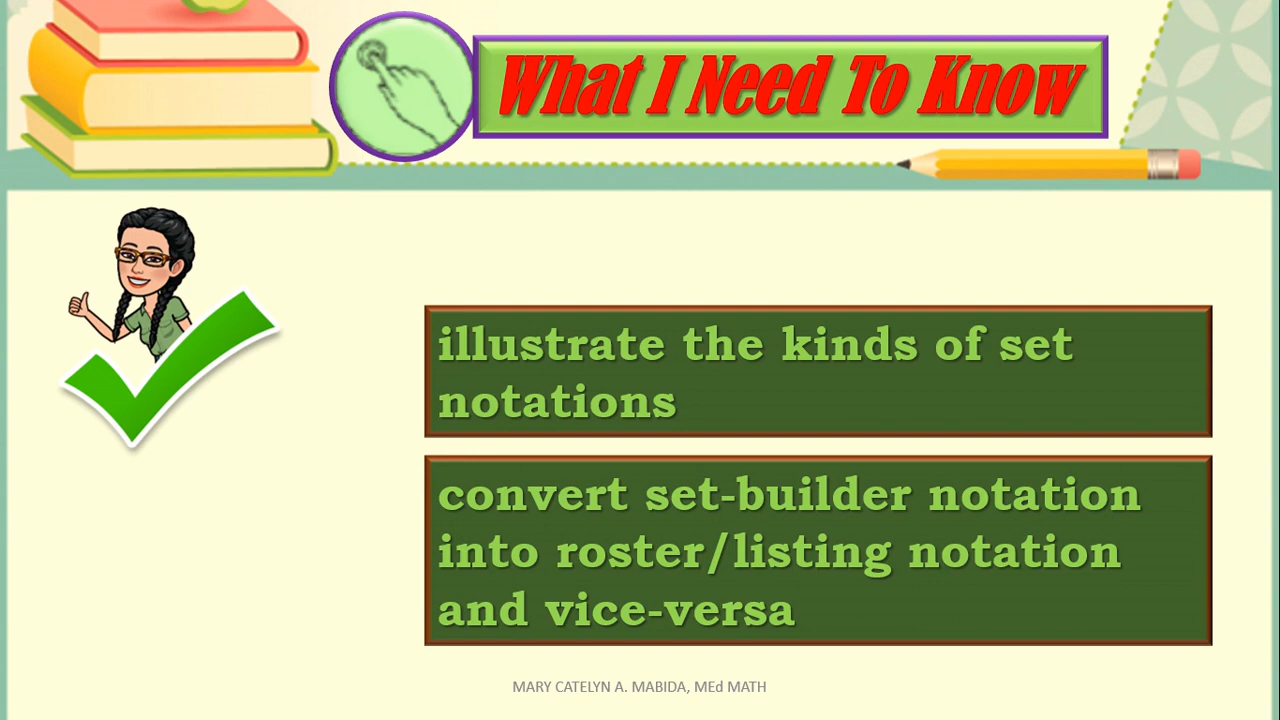 What I Need To Know
illustrate the kinds of set
notations
convert set-builder notation
into roster/listing notation
and vice-versa
MARY CATELYN A. MABIDA, MEd MATH